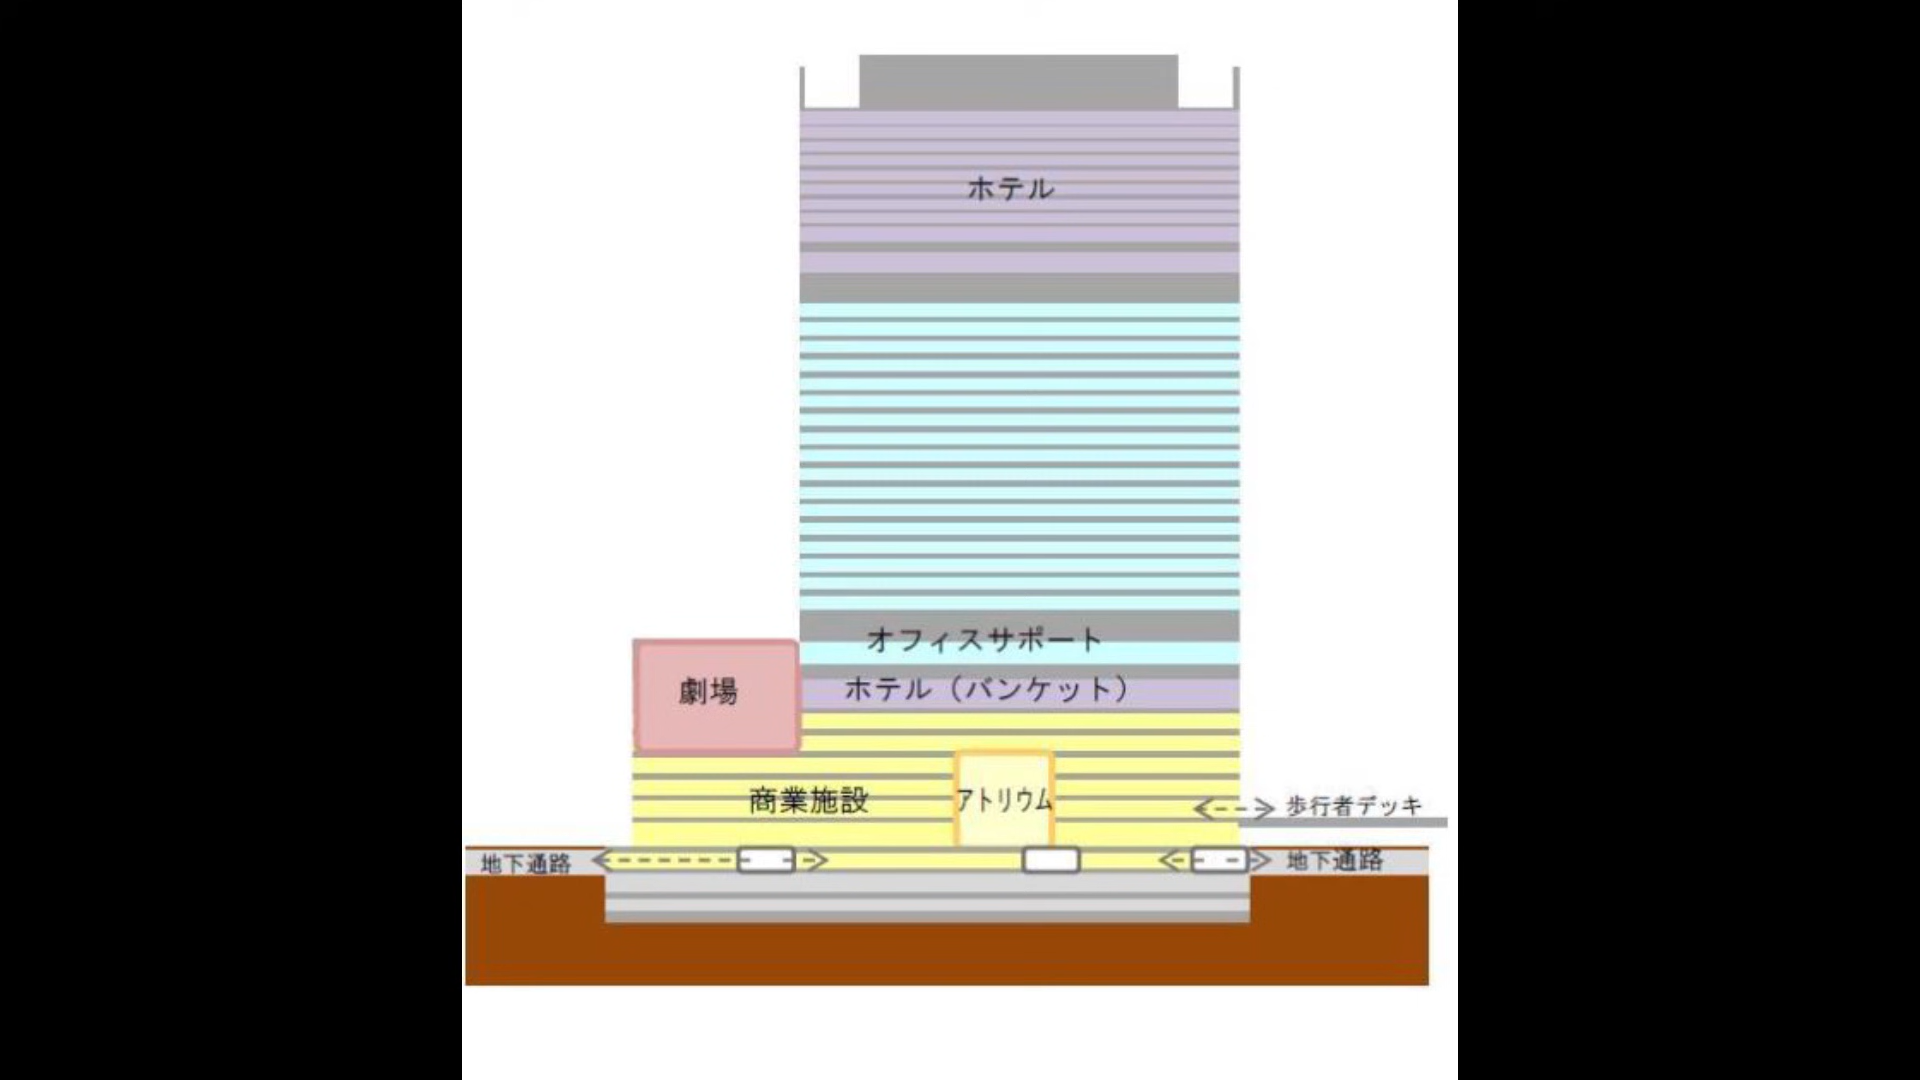 ホテル
オフィスサポート
劇場
ホテル（バンケット）
商業施設
アトリウム
歩行者デッキ
地下通路
地下通路